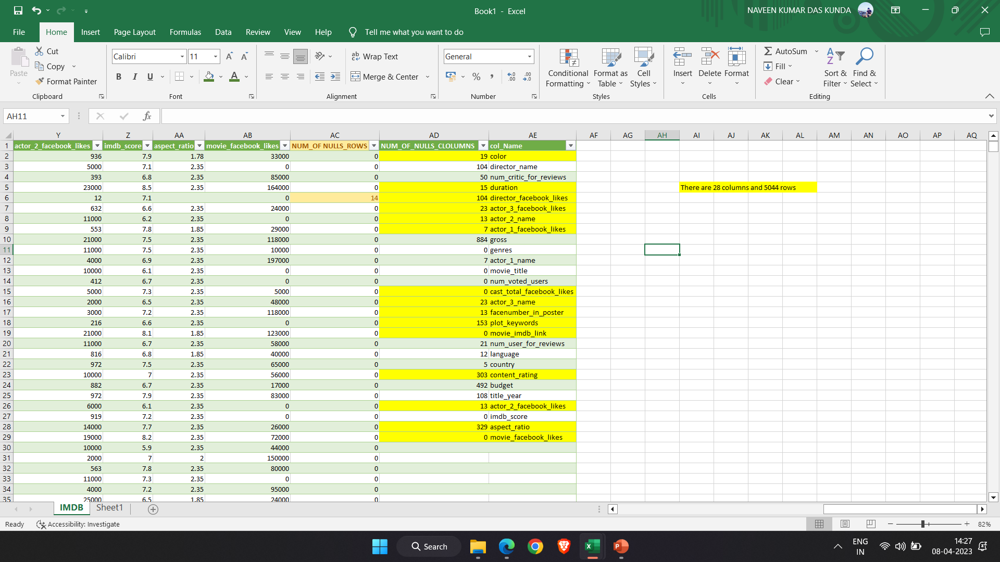 Book1 - Excel
NAVEEN KUMAR DAS KUNDA
File Home Insert Page Layout Formulas Data Review View Help Tell me what you want to do
Paste
Cut
Copy
Format Painter
Clipboard
Calibri 11
B I U
Font
Wrap Text
Merge & Center
Alignment
General
Number
Conditional Formatting
Format as Table
Cell Styles
Styles
Insert Delete Format
Cells
AutoSum
Fill
Clear
Sort & Filter
Find & Select
Editing
AH11
fx
Y Z AA AB AC AD AE AF AG AH AI AJ AK AL AM AN AO AP AQ
1 actor_2_facebook_likes imdb_score aspect_ratio movie_facebook_likes NUM_OF NULLS_ROWS NUM_OF_NULLS_CLOLUMNS col_Name
2 936 7.9 1.78 33000 0 19 color
3 5000 7.1 2.35 0 0 104 director_name
4 393 6.8 2.35 85000 0 50 num_critic_for_reviews
5 23000 8.5 2.35 164000 0 15 duration There are 28 columns and 5044 rows
6 12 7.1 0 14 104 director_facebook_likes
7 632 6.6 2.35 24000 0 23 actor_3_facebook_likes
8 11000 6.2 2.35 0 0 13 actor_2_name
9 553 7.8 1.85 29000 0 7 actor_1_facebook_likes
10 21000 7.5 2.35 118000 0 884 gross
11 11000 7.5 2.35 10000 0 0 genres
12 4000 6.9 2.35 197000 0 7 actor_1_name
13 10000 6.1 2.35 0 0 0 movie_title
14 412 6.7 2.35 0 0 0 num_voted_users
15 5000 7.3 2.35 5000 0 0 cast_total_facebook_likes
16 2000 6.5 2.35 48000 0 23 actor_3_name
17 3000 7.2 2.35 118000 0 13 facenumber_in_poster
18 216 6.6 2.35 0 0 153 plot_keywords
19 21000 8.1 1.85 123000 0 0 movie_imdb_link
20 11000 6.7 2.35 58000 0 21 num_user_for_reviews
21 816 6.8 1.85 40000 0 12 language
22 972 7.5 2.35 65000 0 5 country
23 10000 7 2.35 56000 0 303 content_rating
24 882 6.7 2.35 17000 0 492 budget
25 972 7.9 2.35 83000 0 108 title_year
26 6000 6.1 2.35 0 0 13 actor_2_facebook_likes
27 919 7.2 2.35 0 0 0 imdb_score
28 14000 7.7 2.35 26000 0 329 aspect_ratio
29 19000 8.2 2.35 72000 0 0 movie_facebook_likes
30 10000 5.9 2.35 44000 0
31 2000 7 2 150000 0
32 563 7.8 2.35 80000 0
33 11000 7.3 2.35 0 0
34 4000 7.2 2.35 95000 0
35 25000 6.5 1.85 24000 0
IMDB Sheet1
Ready Accessibility: Investigate
82%
Search
ENG
IN
14:27
08-04-2023